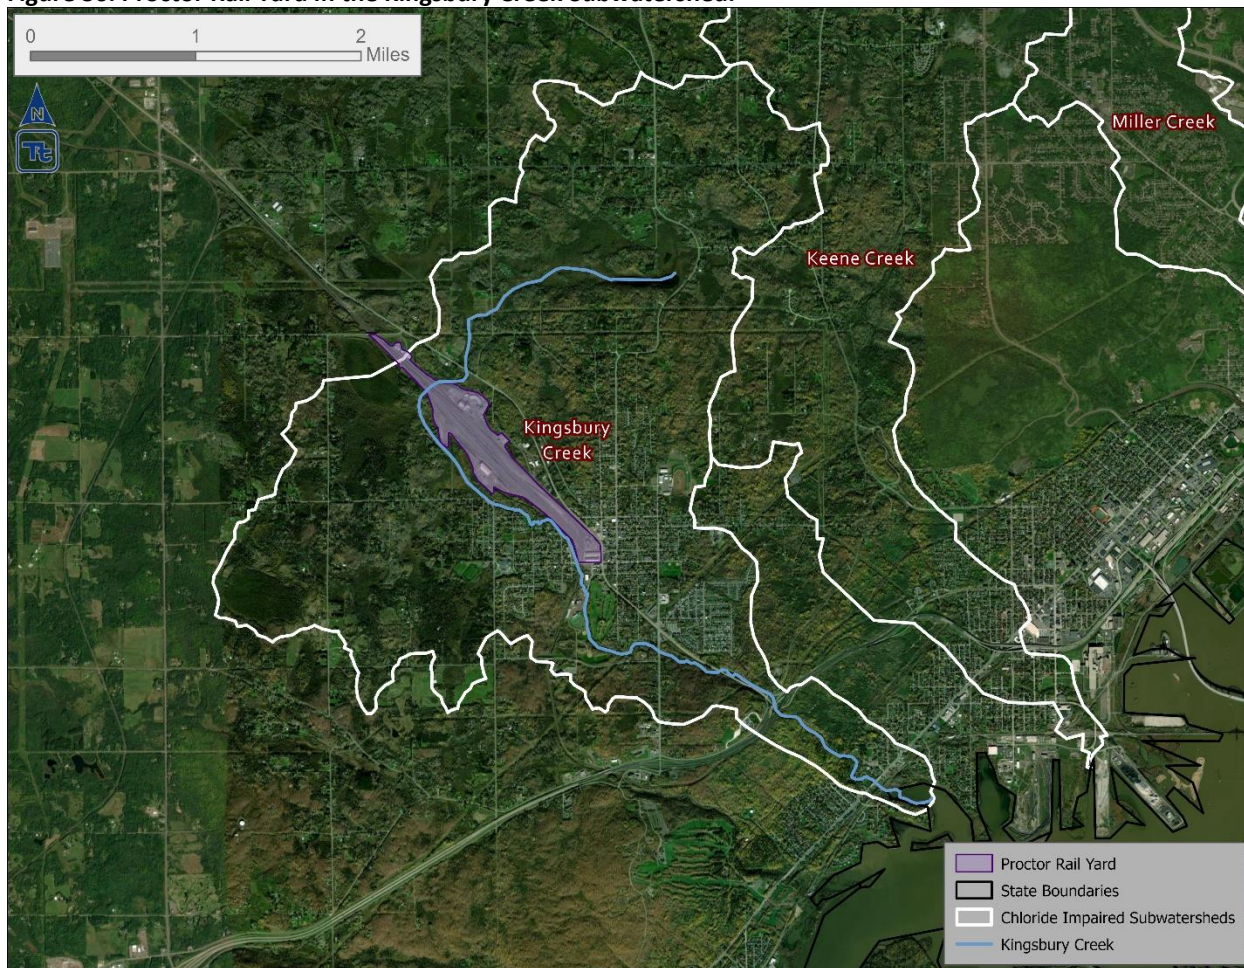 Figure 36. Proctor Rail Yard in the Kingsbury Creek Subwatershed.
0 1 2
Miles
N
Tt
Miller Creek
Keene Creek
Kingsbury
Creek
Proctor Rail Yard
State Boundaries
Chloride Impaired Subwatersheds
Kingsbury Creek